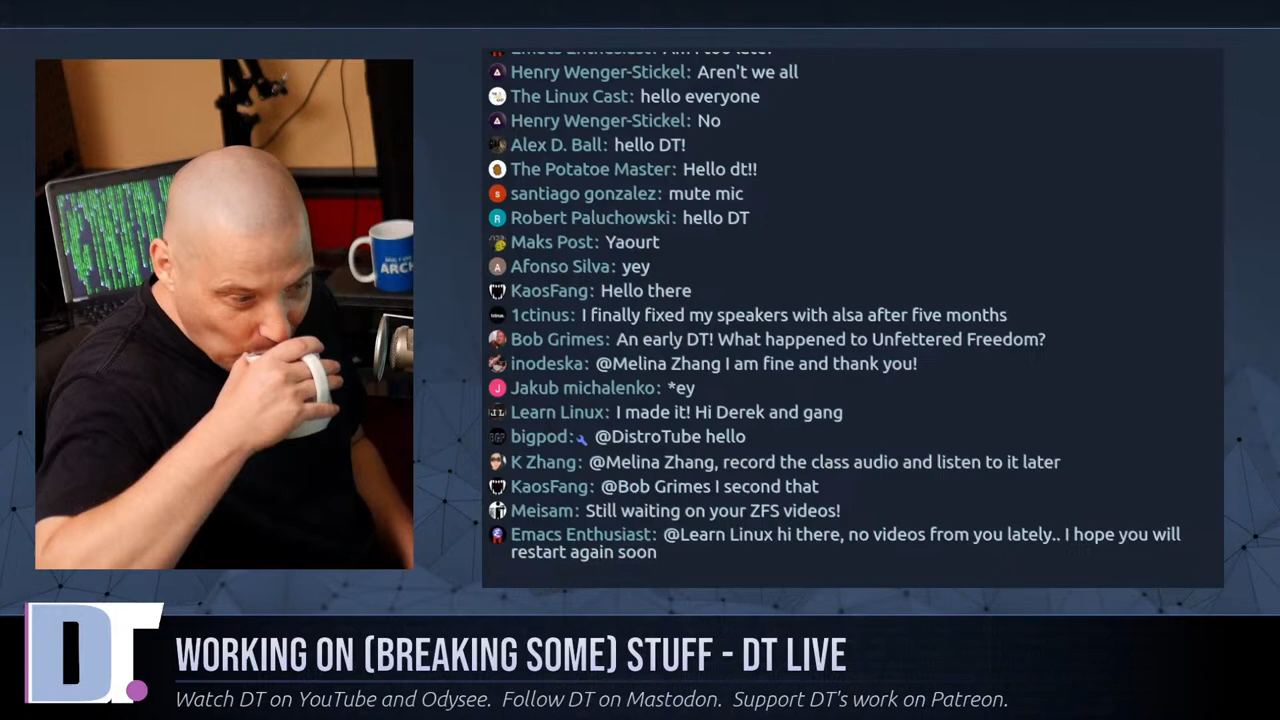 Henry Wenger-Stickel: Aren't we all
The Linux Cast: hello everyone
Henry Wenger-Stickel: No
Alex D. Ball: hello DT!
The Potatoe Master: Hello dt!!
santiago gonzalez: mute mic
Robert Paluchowski: hello DT
Maks Post: Yaourt
Afonso Silva: yey
KaosFang: Hello there
1ctinus: I finally fixed my speakers with alsa after five months
Bob Grimes: An early DT! What happened to Unfettered Freedom?
inodeska: @Melina Zhang I am fine and thank you!
Jakub michalenko: *ey
Learn Linux: I made it! Hi Derek and gang
bigpod: @DistroTube hello
K Zhang: @Melina Zhang, record the class audio and listen to it later
KaosFang: @Bob Grimes I second that
Meisam: Still waiting on your ZFS videos!
Emacs Enthusiast: @Learn Linux hi there, no videos from you lately.. I hope you will
restart again soon
ARCH
DT.
WORKING ON (BREAKING SOME) STUFF - DT LIVE
Watch DT on YouTube and Odysee. Follow DT on Mastodon. Support DT's work on Patreon.